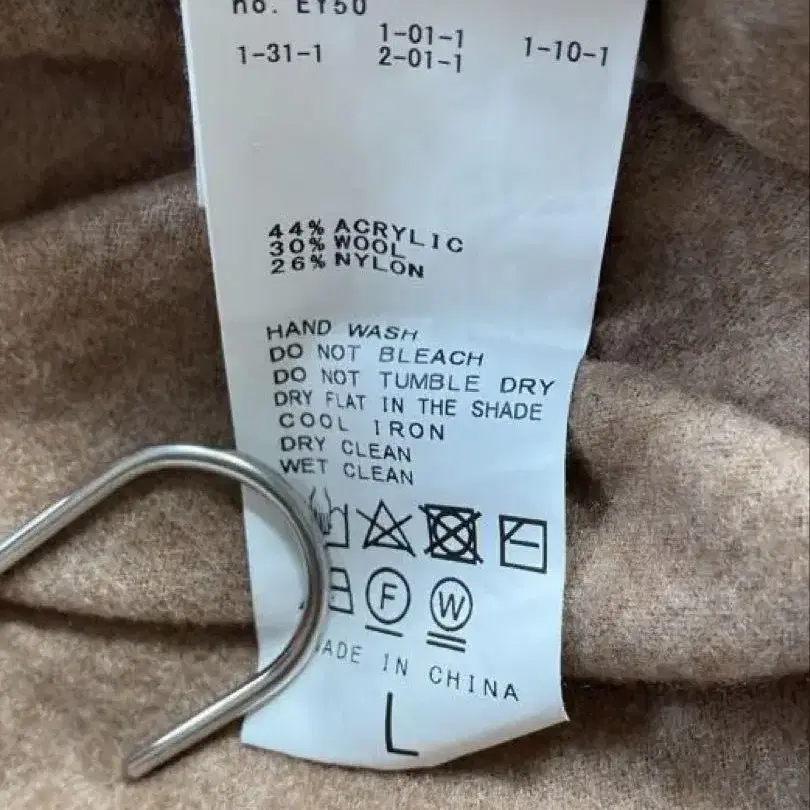 no. EY50
1-01-1
1-31-1 2-01-1 1-10-1
44% ACRYLIC
30% WOOL
26% NYLON
HAND WASH
DO NOT BLEACH
DO NOT TUMBLE DRY
DRY FLAT IN THE SHADE
COOL IRON
DRY CLEAN
WET CLEAN
F W
MADE IN CHINA
L